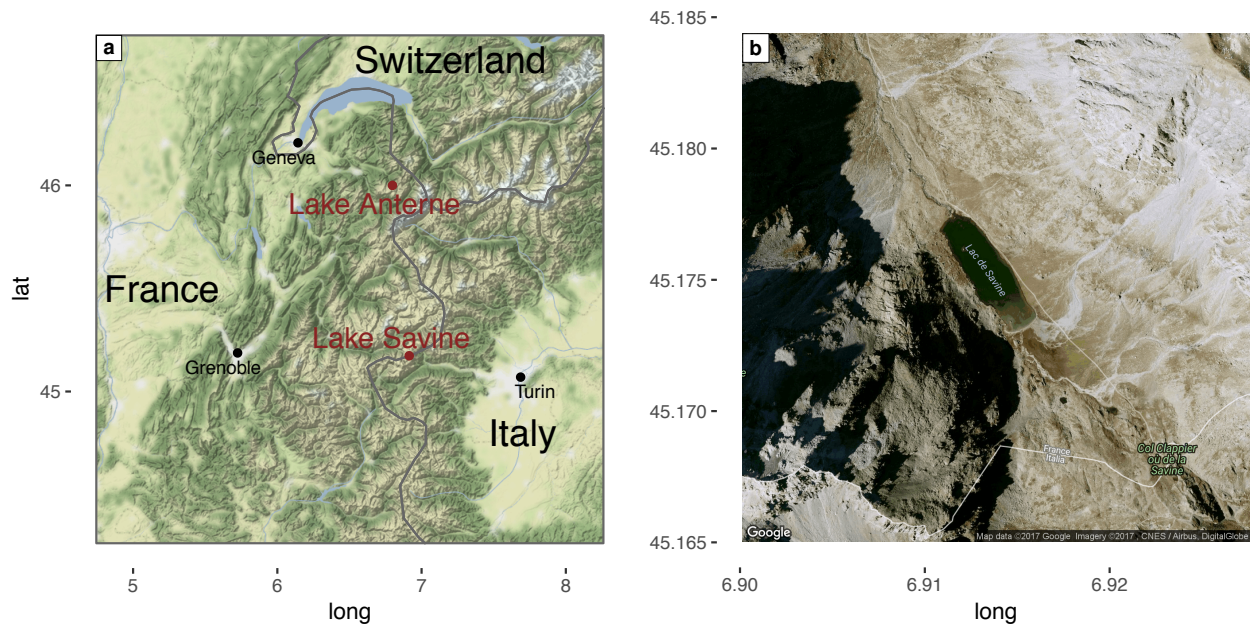 a
Switzerland
Geneva
Lake Anterne
France
Lake Savine
Grenoble
Turin
Italy
46
45
lat
5
6
7
8
long
b
45.185
45.180
45.175
45.170
45.165
Lac de Savine
e
France
Italia
Col Clappier
ou de la
Savine
Google
Map data ©2017 Google Imagery ©2017 , CNES / Airbus, DigitalGlobe
6.90
6.91
6.92
long